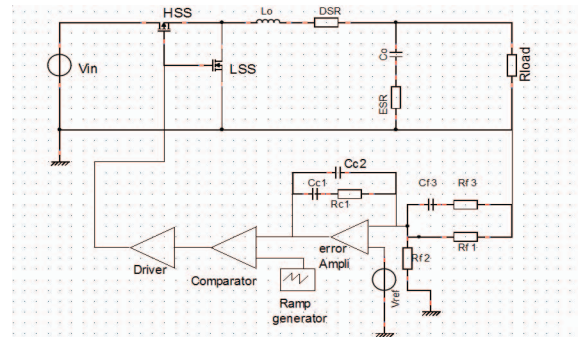 HSS
Lo
DSR
LSS
Vin
Co
ESR
Rload
Cc2
Cc1
Rc1
Cf3
Rf3
Rf1
Rf2
error
Ampli
Vref
Driver
Comparator
Ramp
generator